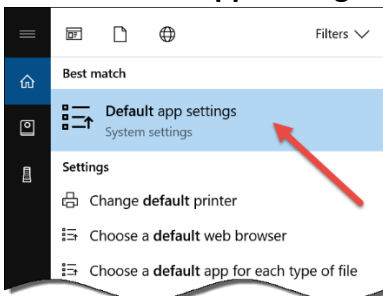 Filters
Best match
Default app settings
System settings
Settings
Change default printer
Choose a default web browser
Choose a default app for each type of file